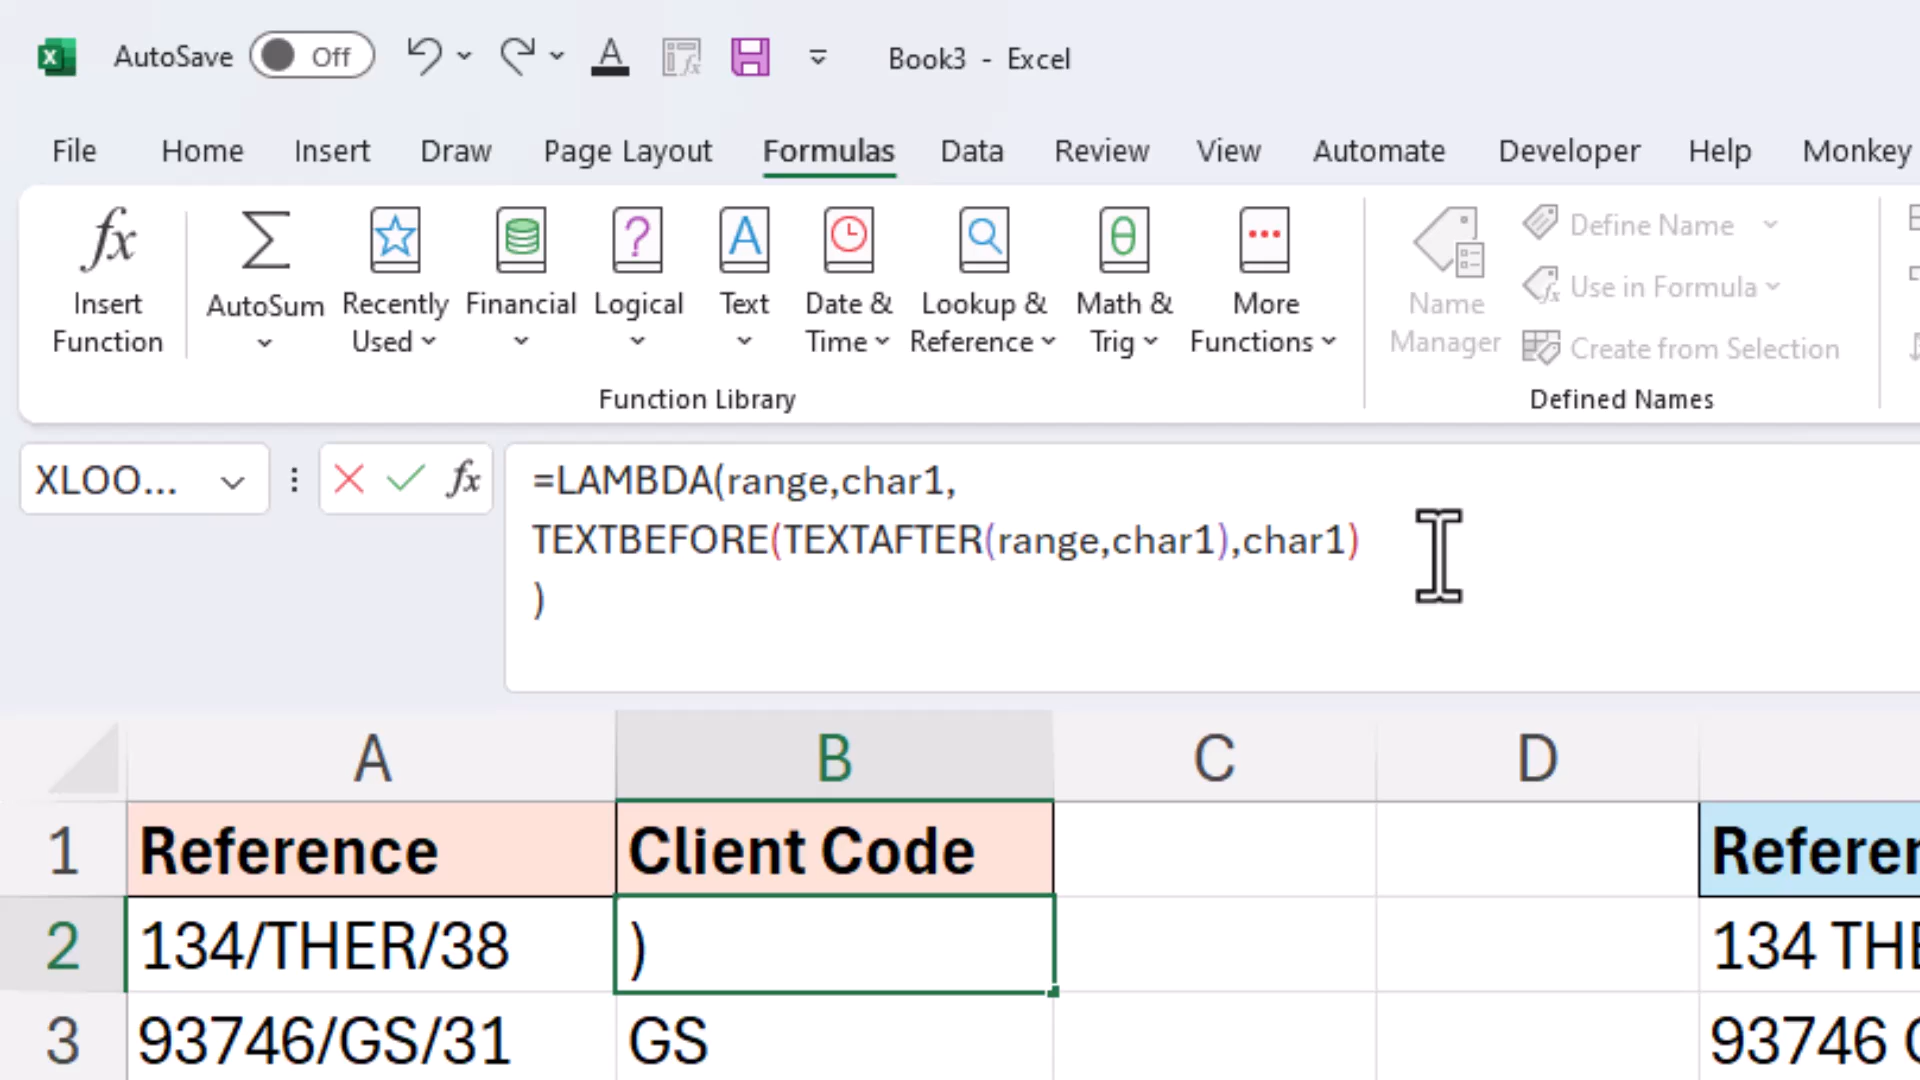 AutoSave Off A Book3 - Excel
File Home Insert Draw Page Layout Formulas Data Review View Automate Developer Help Monkey
fx Σ ? A θ
Insert Function AutoSum Recently Used Financial Logical Text Date & Time Lookup & Reference Math & Trig More Functions
Name Manager
Define Name
Use in Formula
Create from Selection
Function Library Defined Names
XLOO... fx
=LAMBDA(range,char1,
TEXTBEFORE(TEXTAFTER(range,char1),char1)
)
A B C D
1 Reference Client Code Referen
2 134/THER/38 ) 134 THE
3 93746/GS/31 GS 93746